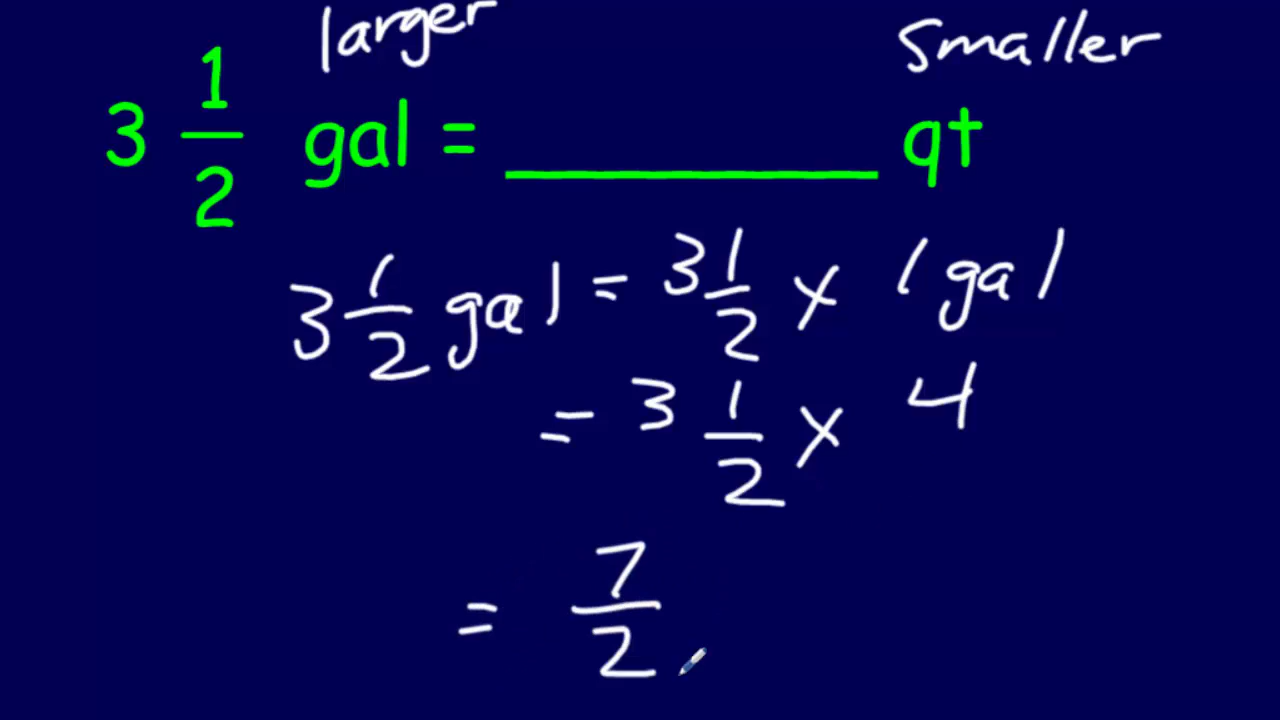 larger smaller
3 1/2 gal = __________ qt
3 1/2 gal = 3 1/2 x 1 gal
= 3 1/2 x 4
= 7/2